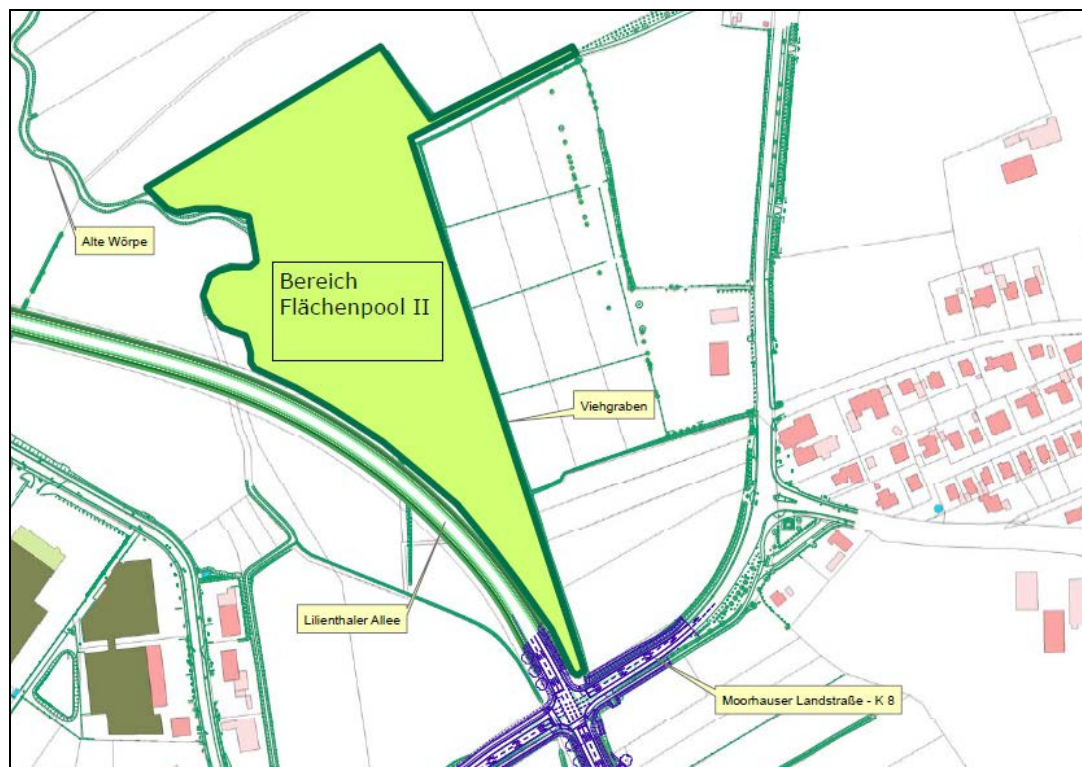 Alte Wörpe
Bereich
Flächenpool II
Viehgraben
Lilienthaler Allee
Moorhauser Landstraße - K 8